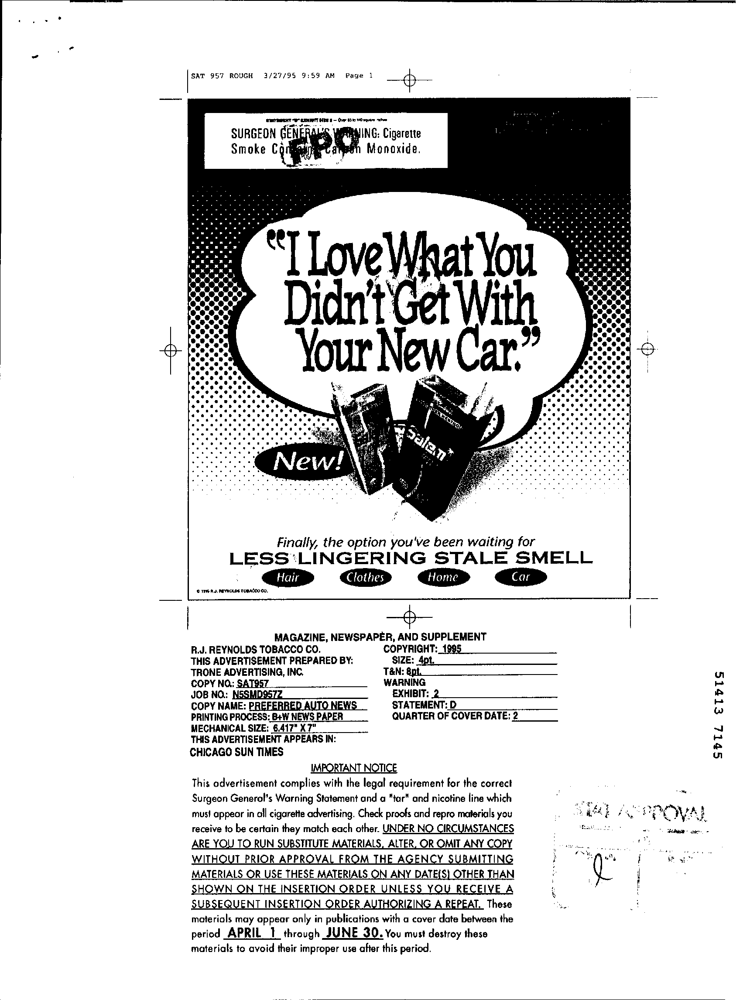 SAT 957 ROUGH 3/27/95 9:59 AM Page 1
SURGEON GENERAL'S WARNING: Cigarette
Smoke Contains Carbon Monoxide.
FPO
“I Love What You
Didn't Get With
Your New Car.”
Salem
New!
Finally, the option you've been waiting for
LESS LINGERING STALE SMELL
Hair Clothes Home Car
© 1995 R.J. REYNOLDS TOBACCO CO.
MAGAZINE, NEWSPAPER, AND SUPPLEMENT
R.J. REYNOLDS TOBACCO CO. COPYRIGHT: 1995
THIS ADVERTISEMENT PREPARED BY: SIZE: 4pt.
TRONE ADVERTISING, INC. T&N: 8pt.
COPY NO.: SAT957 WARNING
JOB NO.: N5SMD957Z EXHIBIT: 2
COPY NAME: PREFERRED AUTO NEWS STATEMENT: D
PRINTING PROCESS: B+W NEWS PAPER QUARTER OF COVER DATE: 2
MECHANICAL SIZE: 6.417" X 7"
THIS ADVERTISEMENT APPEARS IN:
CHICAGO SUN TIMES
IMPORTANT NOTICE
This advertisement complies with the legal requirement for the correct
Surgeon General's Warning Statement and a "tar" and nicotine line which
must appear in all cigarette advertising. Check proofs and repro materials you
receive to be certain they match each other. UNDER NO CIRCUMSTANCES
ARE YOU TO RUN SUBSTITUTE MATERIALS, ALTER, OR OMIT ANY COPY
WITHOUT PRIOR APPROVAL FROM THE AGENCY SUBMITTING
MATERIALS OR USE THESE MATERIALS ON ANY DATE(S) OTHER THAN
SHOWN ON THE INSERTION ORDER UNLESS YOU RECEIVE A
SUBSEQUENT INSERTION ORDER AUTHORIZING A REPEAT. These
materials may appear only in publications with a cover date between the
period APRIL 1 through JUNE 30. You must destroy these
materials to avoid their improper use after this period.
APPROVAL
51413 7145